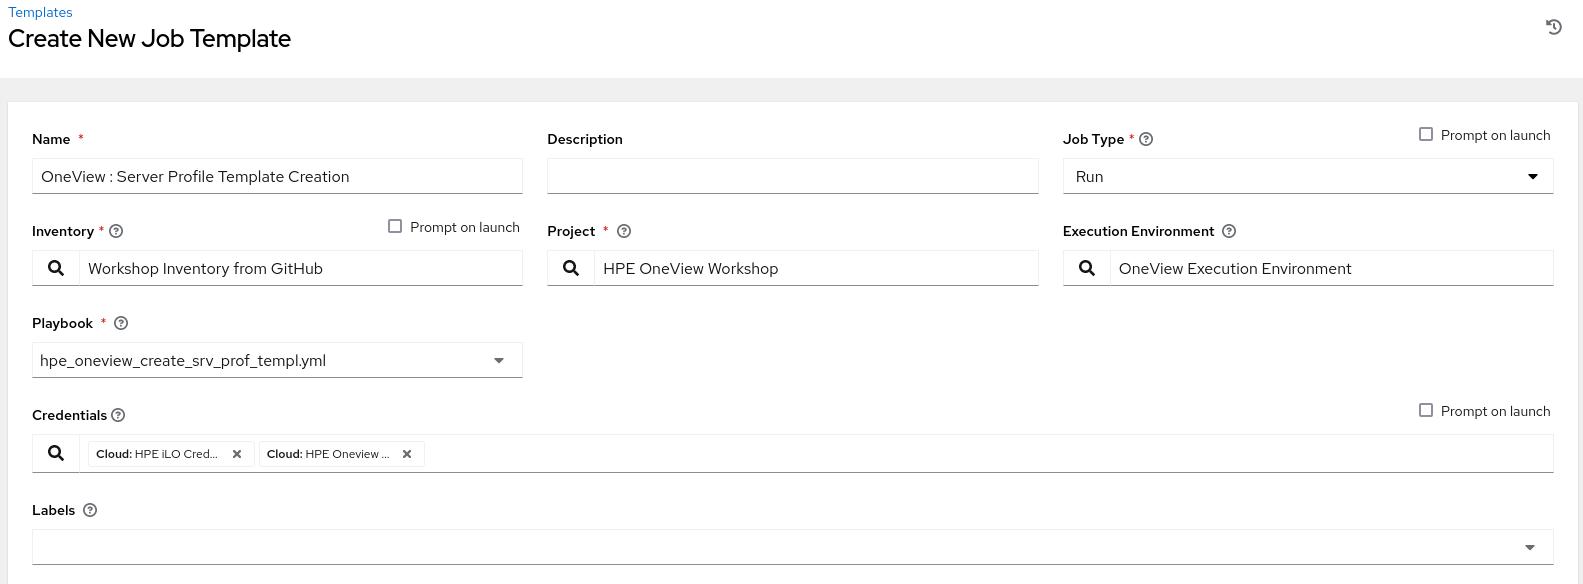 Templates
Create New Job Template
Name *
Description
Job Type *
Prompt on launch
OneView : Server Profile Template Creation
Run
Inventory *
Prompt on launch
Project *
Execution Environment
Workshop Inventory from GitHub
HPE OneView Workshop
OneView Execution Environment
Playbook *
hpe_oneview_create_srv_prof_templ.yml
Credentials
Prompt on launch
Cloud: HPE iLO Cred...
Cloud: HPE Oneview ...
Labels